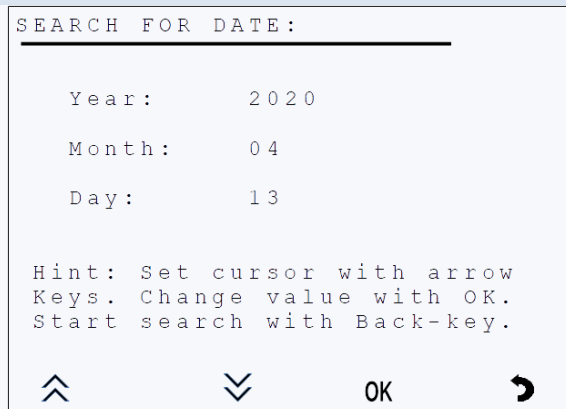 SEARCH FOR DATE:
Year: 2020
Month: 04
Day: 13
Hint: Set cursor with arrow
Keys. Change value with OK.
Start search with Back-key.
OK